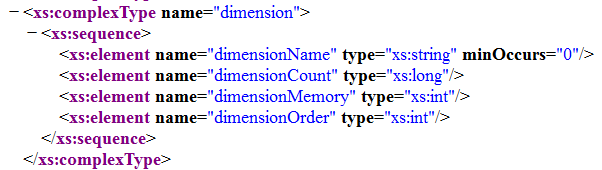 − <xs:complexType name="dimension">
− <xs:sequence>
<xs:element name="dimensionName" type="xs:string" minOccurs="0"/>
<xs:element name="dimensionCount" type="xs:long"/>
<xs:element name="dimensionMemory" type="xs:int"/>
<xs:element name="dimensionOrder" type="xs:int"/>
</xs:sequence>
</xs:complexType>